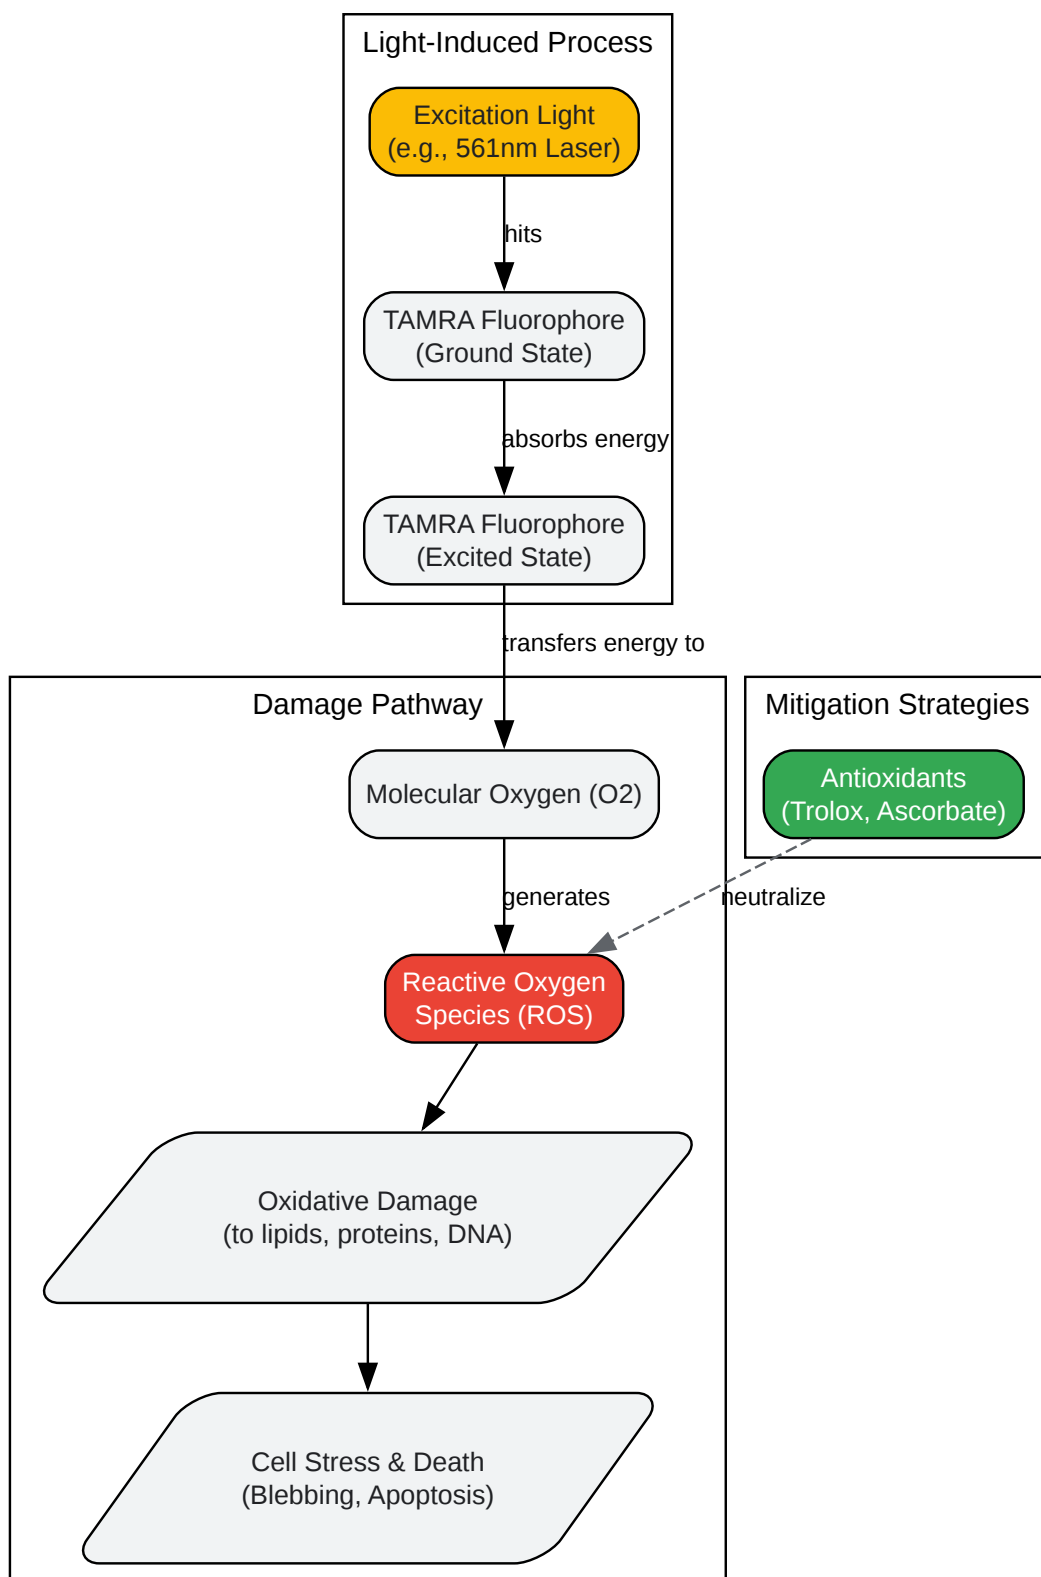 Light-Induced Process
Excitation Light
(e.g., 561nm Laser)
hits
TAMRA Fluorophore
(Ground State)
absorbs energy
TAMRA Fluorophore
(Excited State)
transfers energy to
Damage Pathway
Mitigation Strategies
Molecular Oxygen (O2)
Antioxidants
(Trolox, Ascorbate)
generates
neutralize
Reactive Oxygen
Species (ROS)
Oxidative Damage
(to lipids, proteins, DNA)
Cell Stress & Death
(Blebbing, Apoptosis)